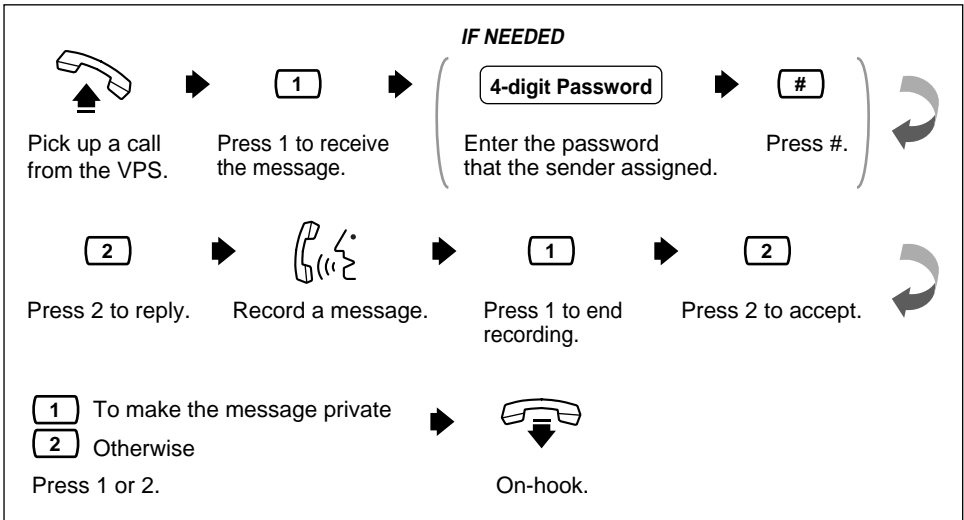 IF NEEDED
1
4-digit Password
#
Pick up a call
from the VPS.
Press 1 to receive
the message.
Enter the password
that the sender assigned.
Press #.
2
1
2
Press 2 to reply.
Record a message.
Press 1 to end
recording.
Press 2 to accept.
1 To make the message private
2 Otherwise
Press 1 or 2.
On-hook.